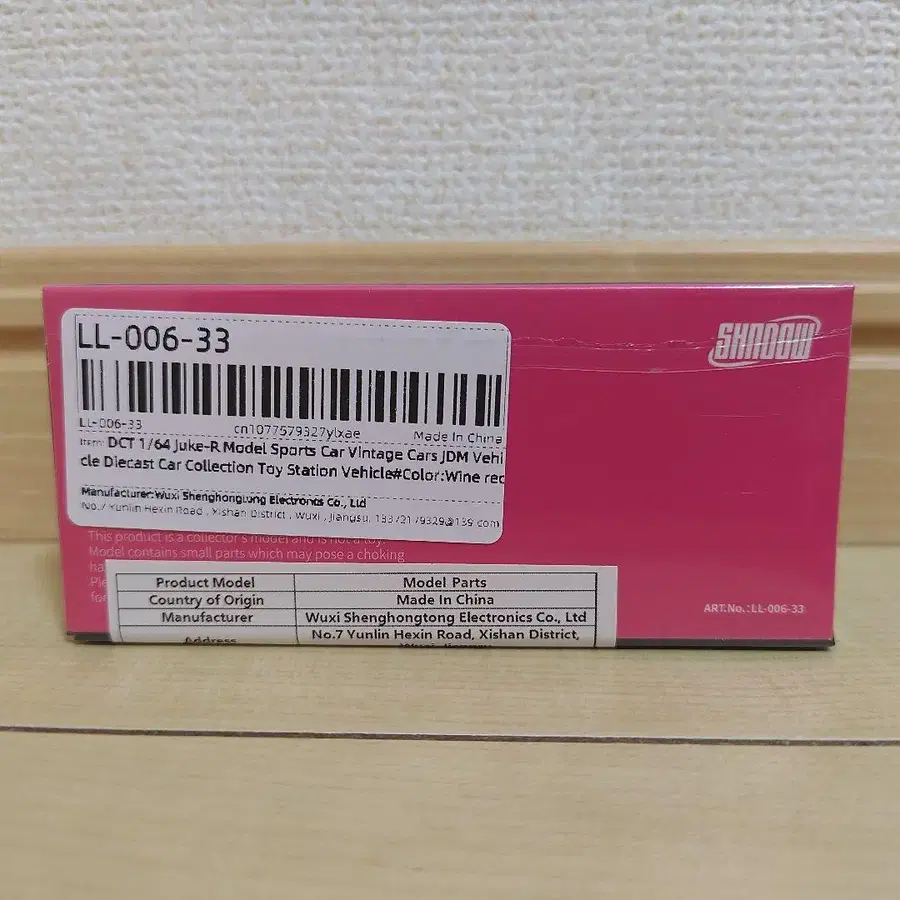 LL-006-33
SHADOW
LL-006-33
cn1077579327ylxae
Made In China
Item: DCT 1/64 Juke-R Model Sports Car Vintage Cars JDM Vehi
cle Diecast Car Collection Toy Station Vehicle#Color:Wine red
Manufacturer:Wuxi Shenghongtong Electronics Co., Ltd
No.7 Yunlin Hexin Road , Xishan District , Wuxi , Jiangsu,
This product is a collector's model and is not a toy.
Model contains small parts which may pose a choking
Product Model Model Parts
Country of Origin Made In China
Manufacturer Wuxi Shenghongtong Electronics Co., Ltd
Address No.7 Yunlin Hexin Road, Xishan District,
Wuxi, Jiangsu
ART.No.:LL-006-33